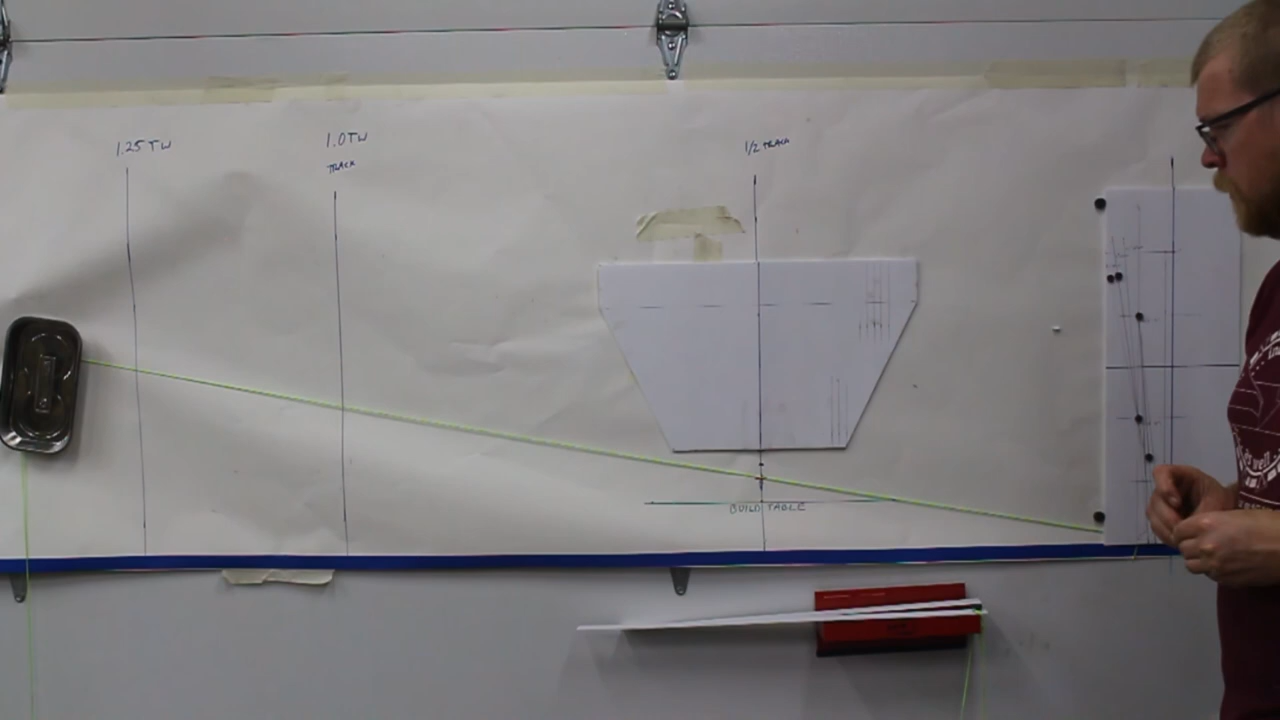 1.25 TW
1.0 TW
TRACK
1/2 TRACK
BUILD TABLE